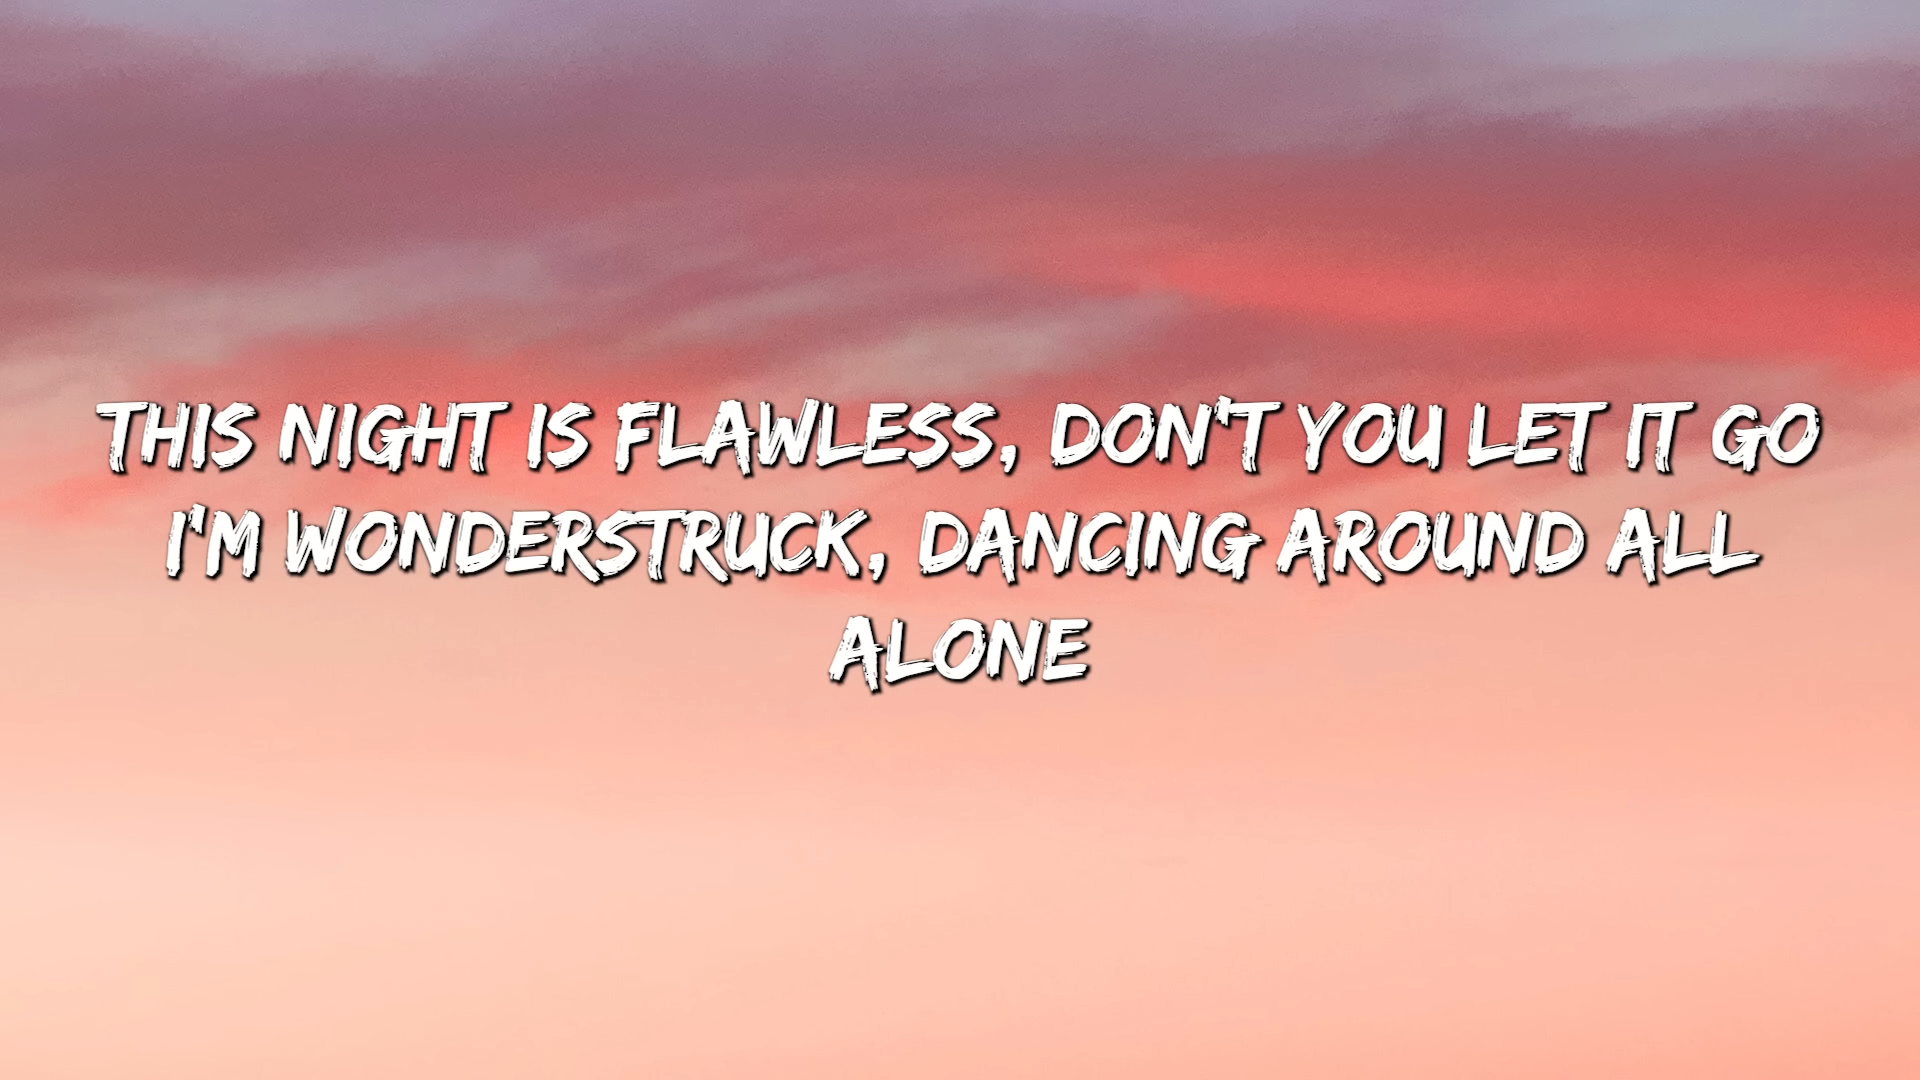 THIS NIGHT IS FLAWLESS, DON'T YOU LET IT GO
I'M WONDERSTRUCK, DANCING AROUND ALL
ALONE